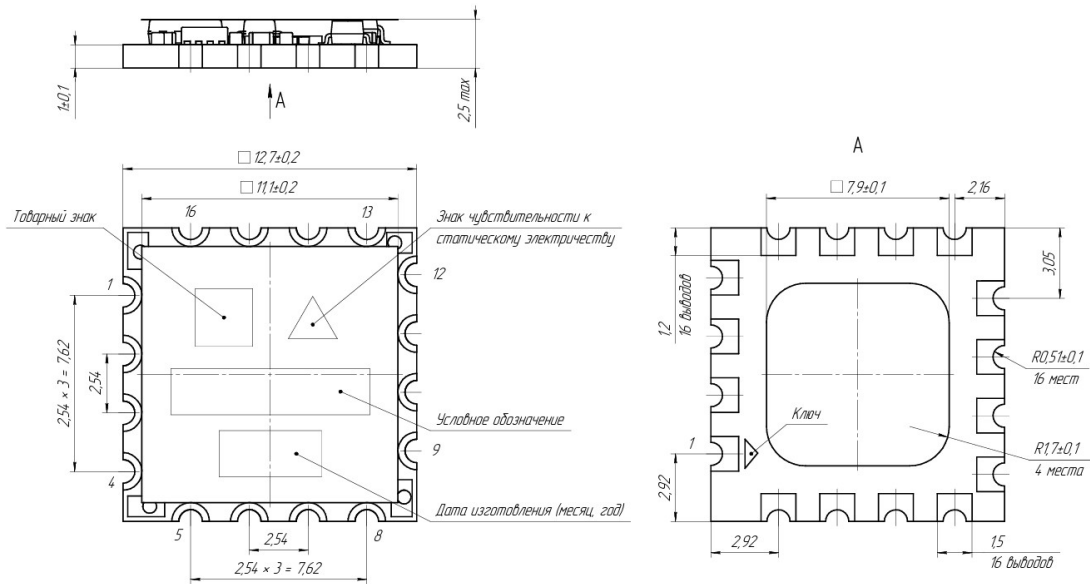 1±0,1
2,5 max
А
□ 12,7±0,2
□ 11,1±0,2
Товарный знак
16
13
Знак чувствительности к
статическому электричеству
1
12
2,54 × 3 = 7,62
2,54
Условное обозначение
4
9
Дата изготовления (месяц, год)
5
2,54
8
2,54 × 3 = 7,62
А
□ 7,9±0,1
2,16
3,05
1,2
16 выводов
R0,51±0,1
16 мест
Ключ
1
R1,7±0,1
4 места
2,92
2,92
1,5
16 выводов